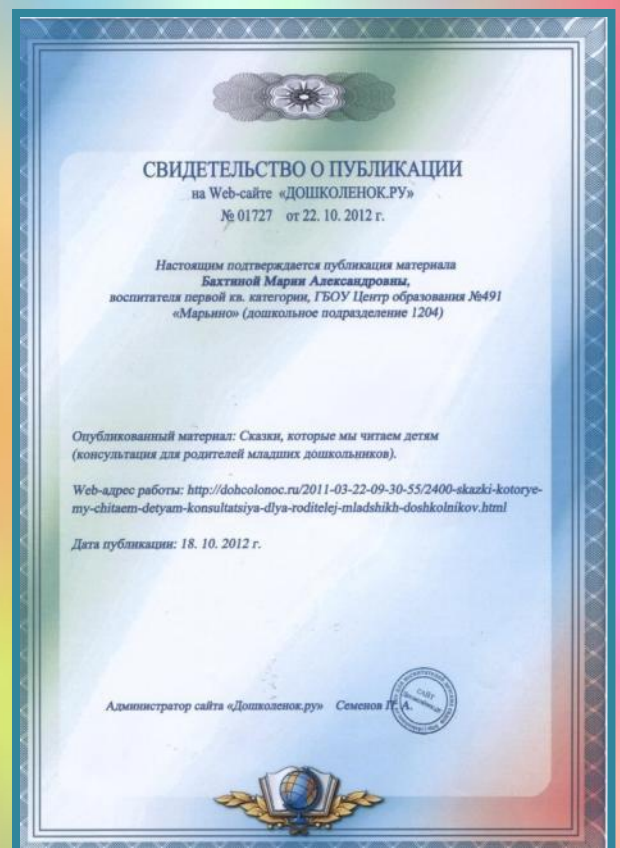 СВИДЕТЕЛЬСТВО О ПУБЛИКАЦИИ
на Web-сайте «ДОШКОЛЕНОК.РУ»
№ 01727 от 22. 10. 2012 г.
Настоящим подтверждается публикация материала
Бахтиной Марии Александровны,
воспитателя первой кв. категории, ГБОУ Центр образования №491
«Марьино» (дошкольное подразделение 1204)
Опубликованный материал: Сказки, которые мы читаем детям
(консультация для родителей младших дошкольников).
Web-адрес работы: http://dohcolonoc.ru/2011-03-22-09-30-55/2400-skazki-kotorye-
my-chitaem-detyam-konsultatsiya-dlya-roditelej-mladshikh-doshkolnikov.html
Дата публикации: 18. 10. 2012 г.
Администратор сайта «Дошколенок.ру» Семенов А.
САЙТ